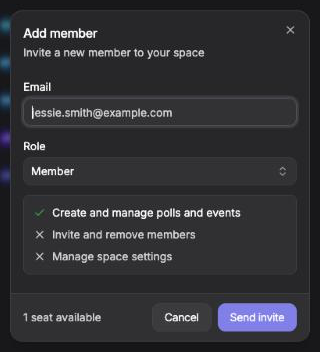 Add member
Invite a new member to your space
Email
jessie.smith@example.com
Role
Member
Create and manage polls and events
Invite and remove members
Manage space settings
1 seat available
Cancel
Send invite